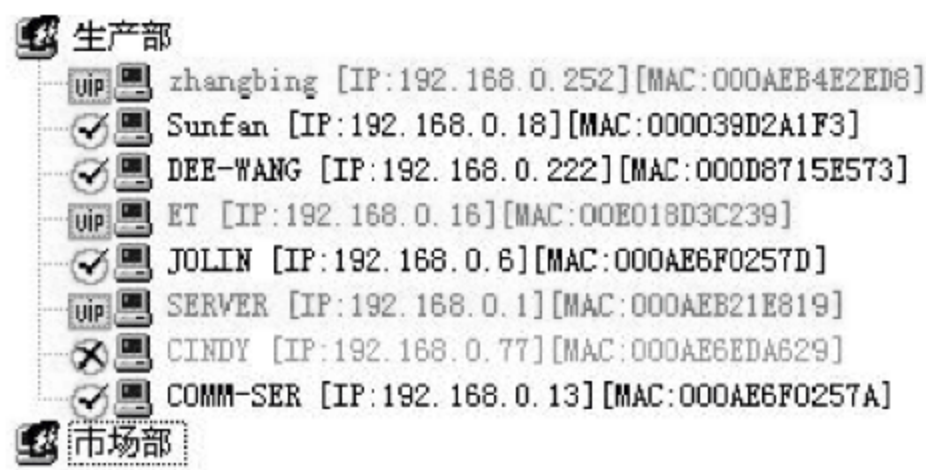 生产部
vip zhangbing [IP:192.168.0.252][MAC:000AEB4E2ED8]
Sunfan [IP:192.168.0.18][MAC:000039D2A1F3]
DEE-WANG [IP:192.168.0.222][MAC:000D8715E573]
vip ET [IP:192.168.0.16][MAC:00E018D3C239]
JOLIN [IP:192.168.0.6][MAC:000AE6F0257D]
vip SERVER [IP:192.168.0.1][MAC:000AEB21E819]
CINDY [IP:192.168.0.77][MAC:000AE6EDA629]
COMM-SER [IP:192.168.0.13][MAC:000AE6F0257A]
市场部